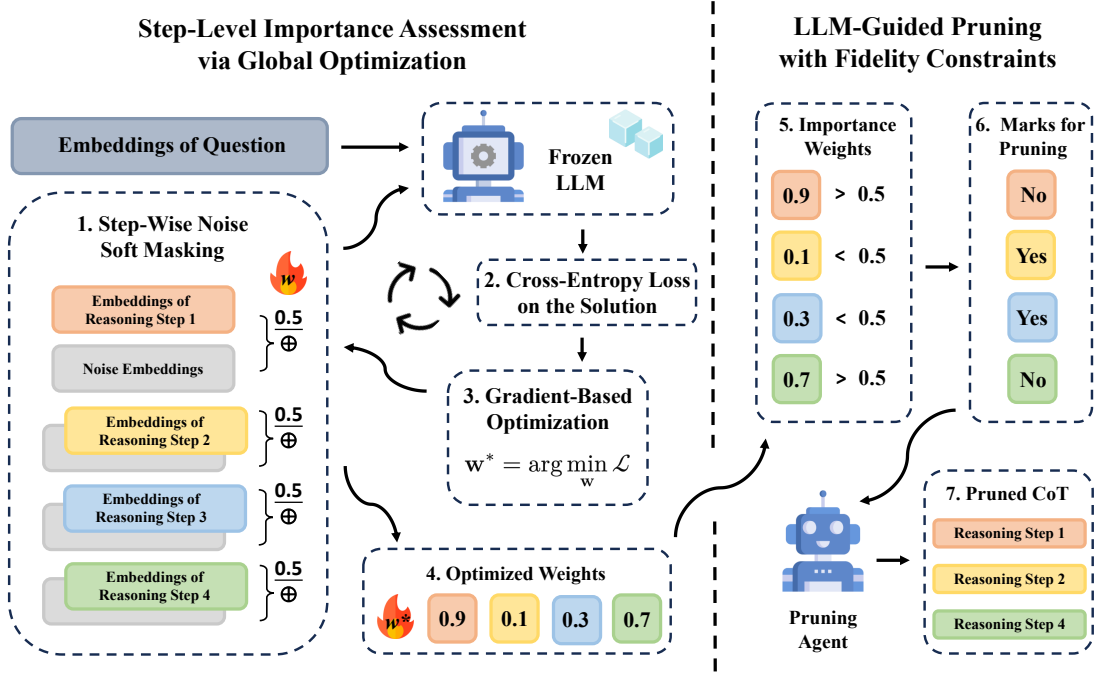 Step-Level Importance Assessment
via Global Optimization
LLM-Guided Pruning
with Fidelity Constraints
Embeddings of Question
Frozen
LLM
1. Step-Wise Noise
Soft Masking
w
Embeddings of
Reasoning Step 1
Noise Embeddings
0.5
⊕
Embeddings of
Reasoning Step 2
0.5
⊕
Embeddings of
Reasoning Step 3
0.5
⊕
Embeddings of
Reasoning Step 4
0.5
⊕
2. Cross-Entropy Loss
on the Solution
3. Gradient-Based
Optimization
w* = arg min ℒ
w
4. Optimized Weights
w* 0.9 0.1 0.3 0.7
5. Importance
Weights
0.9 > 0.5
0.1 < 0.5
0.3 < 0.5
0.7 > 0.5
6. Marks for
Pruning
No
Yes
Yes
No
Pruning
Agent
7. Pruned CoT
Reasoning Step 1
Reasoning Step 2
Reasoning Step 4